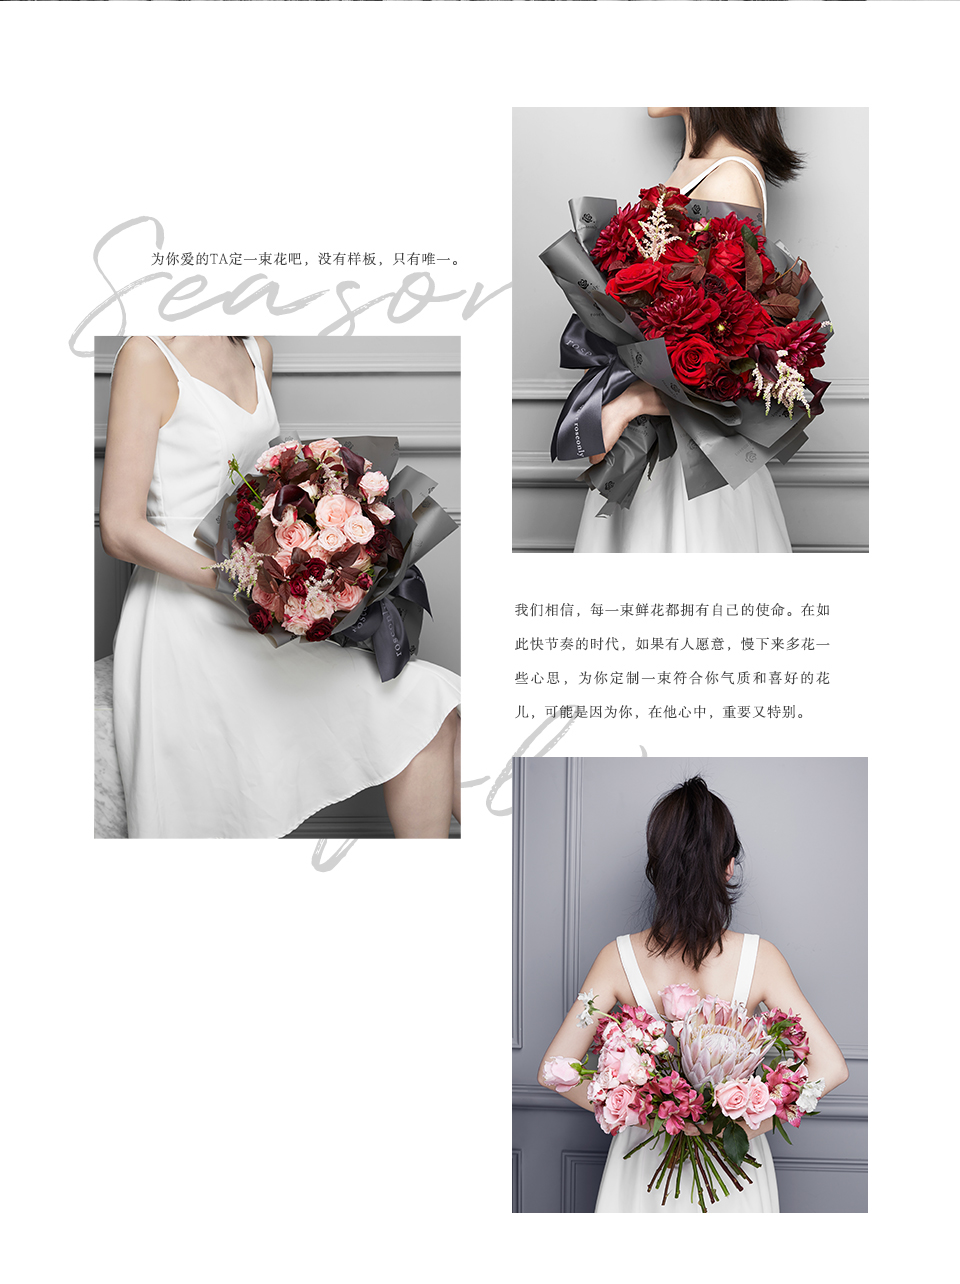 为你爱的TA定一束花吧，没有样板，只有唯一。
Season
roseonly
我们相信，每一束鲜花都拥有自己的使命。在如
此快节奏的时代，如果有人愿意，慢下来多花一
些心思，为你定制一束符合你气质和喜好的花
儿，可能是因为你，在他心中，重要又特别。
roseonly